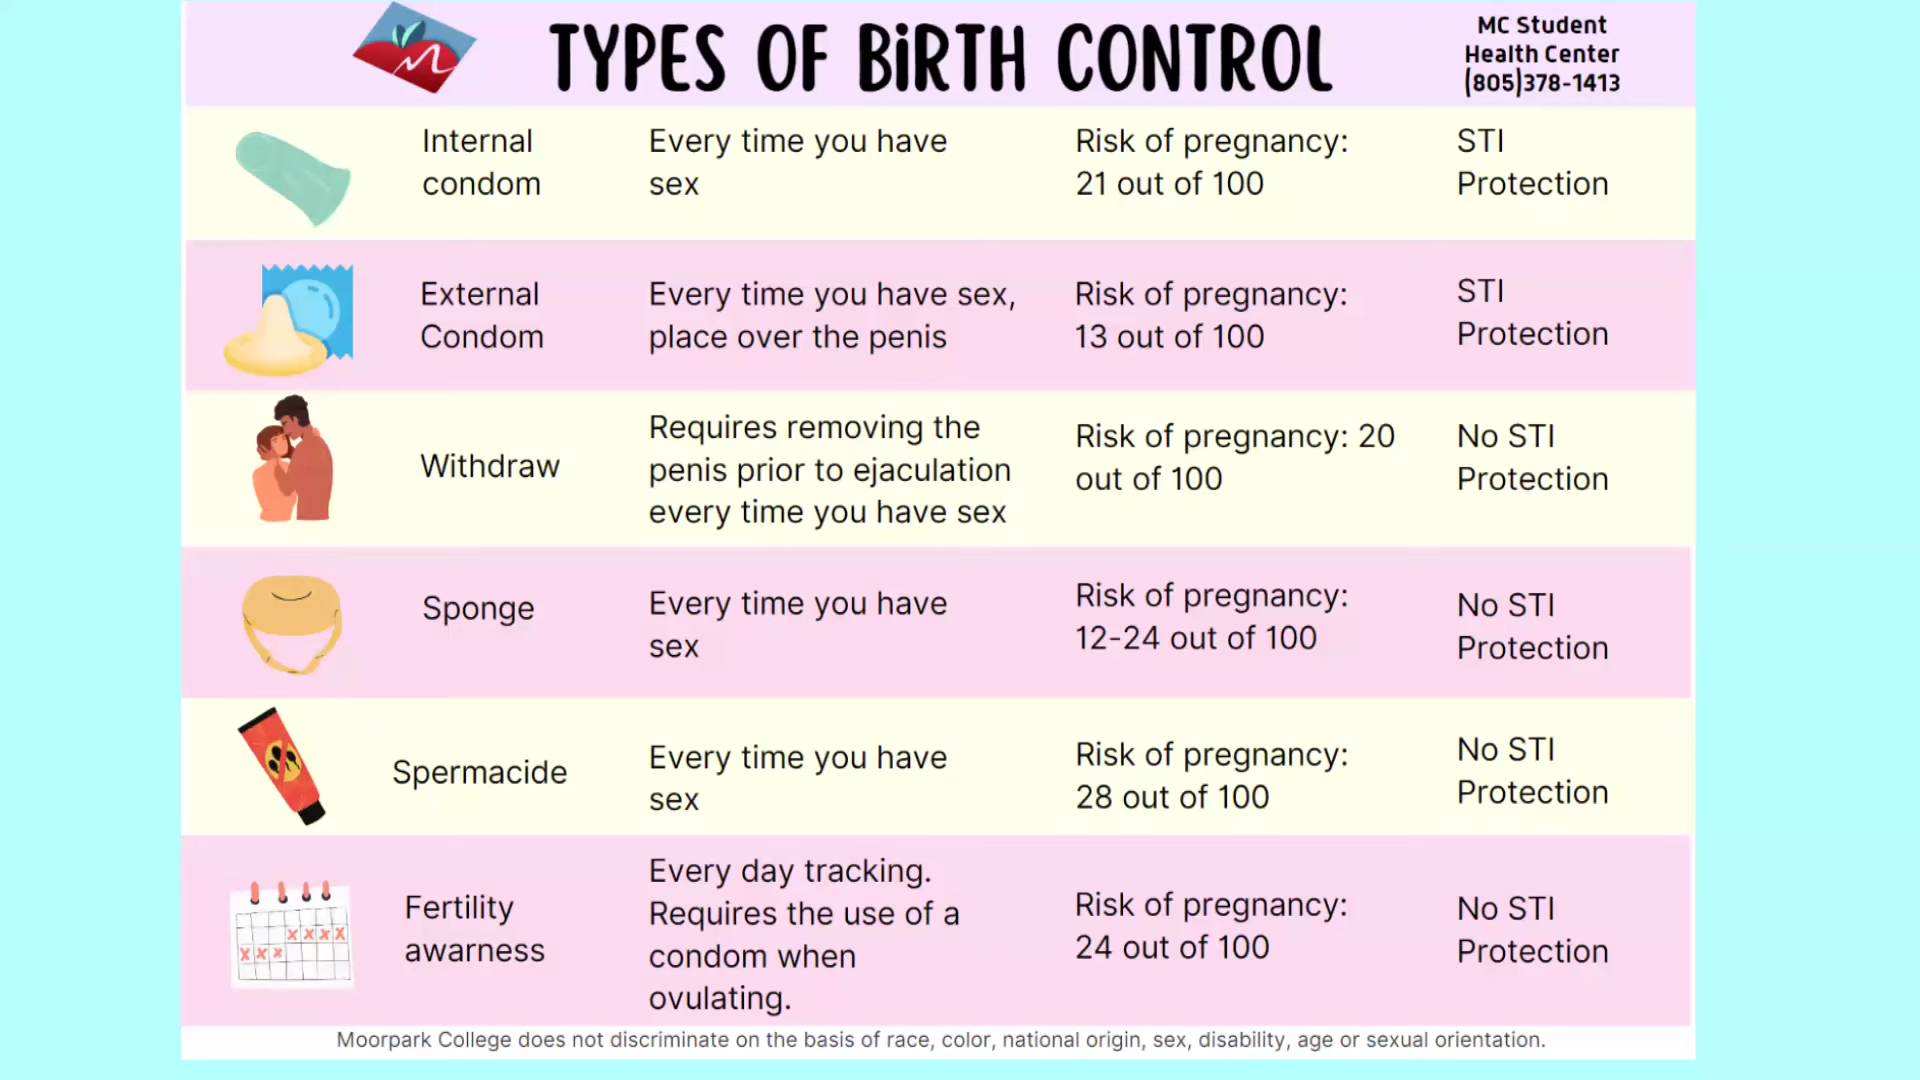 TYPES OF BiRTH CONTROL
MC Student
Health Center
(805)378-1413
Internal
condom
Every time you have
sex
Risk of pregnancy:
21 out of 100
STI
Protection
External
Condom
Every time you have sex,
place over the penis
Risk of pregnancy:
13 out of 100
STI
Protection
Withdraw
Requires removing the
penis prior to ejaculation
every time you have sex
Risk of pregnancy: 20
out of 100
No STI
Protection
Sponge
Every time you have
sex
Risk of pregnancy:
12-24 out of 100
No STI
Protection
Spermacide
Every time you have
sex
Risk of pregnancy:
28 out of 100
No STI
Protection
Fertility
awarness
Every day tracking.
Requires the use of a
condom when
ovulating.
Risk of pregnancy:
24 out of 100
No STI
Protection
Moorpark College does not discriminate on the basis of race, color, national origin, sex, disability, age or sexual orientation.